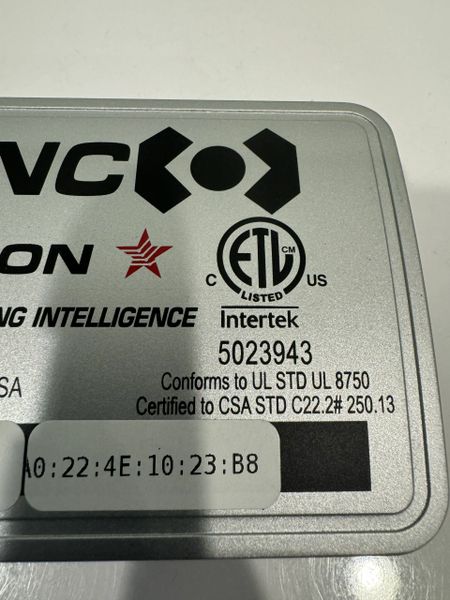 NC
ON
ETL CM
C LISTED US
NG INTELLIGENCE
Intertek
5023943
SA
Conforms to UL STD UL 8750
Certified to CSA STD C22.2# 250.13
A0:22:4E:10:23:B8